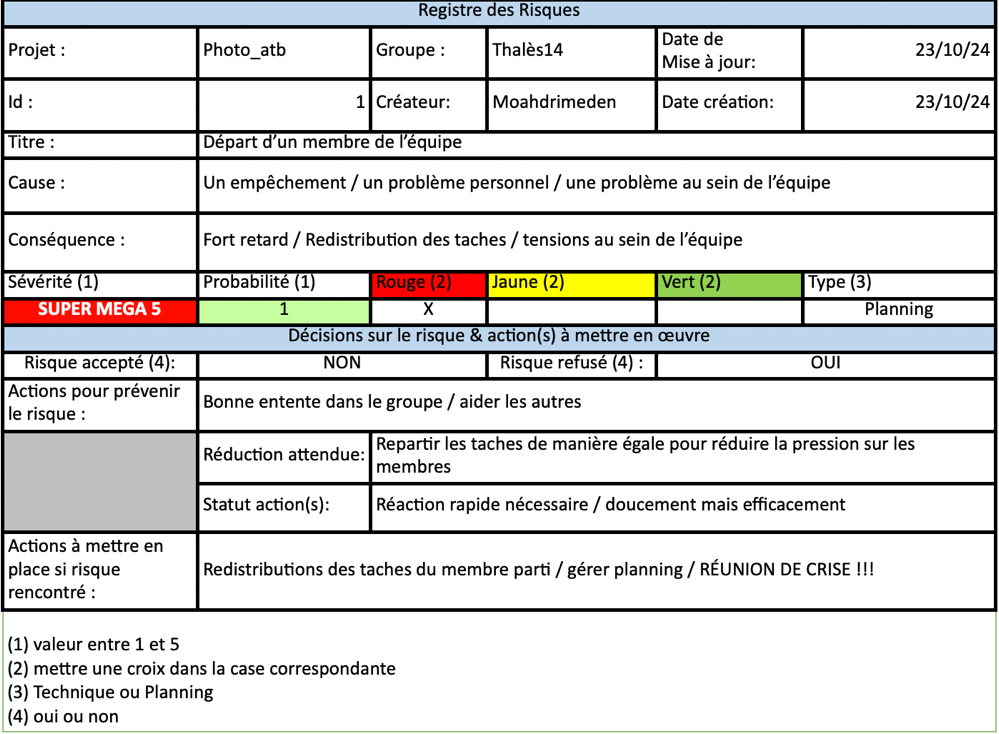 Registre des Risques
Projet :
Photo_atb
Groupe :
Thalès14
Date de
Mise à jour:
23/10/24
Id :
1
Créateur:
Moahdrimeden
Date création:
23/10/24
Titre :
Départ d’un membre de l’équipe
Cause :
Un empêchement / un problème personnel / une problème au sein de l’équipe
Conséquence :
Fort retard / Redistribution des taches / tensions au sein de l’équipe
Sévérité (1)
Probabilité (1)
Rouge (2)
Jaune (2)
Vert (2)
Type (3)
SUPER MEGA 5
1
X
Planning
Décisions sur le risque & action(s) à mettre en œuvre
Risque accepté (4):
NON
Risque refusé (4) :
OUI
Actions pour prévenir
le risque :
Bonne entente dans le groupe / aider les autres
Réduction attendue:
Repartir les taches de manière égale pour réduire la pression sur les
membres
Statut action(s):
Réaction rapide nécessaire / doucement mais efficacement
Actions à mettre en
place si risque
rencontré :
Redistributions des taches du membre parti / gérer planning / RÉUNION DE CRISE !!!
(1) valeur entre 1 et 5
(2) mettre une croix dans la case correspondante
(3) Technique ou Planning
(4) oui ou non